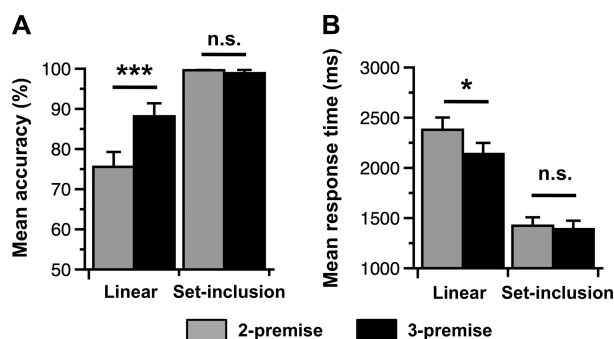 A
B
n.s.
***
*
n.s.
Mean accuracy (%)
100
90
80
70
60
50
Linear Set-inclusion
Mean response time (ms)
3000
2500
2000
1500
1000
Linear Set-inclusion
2-premise 3-premise